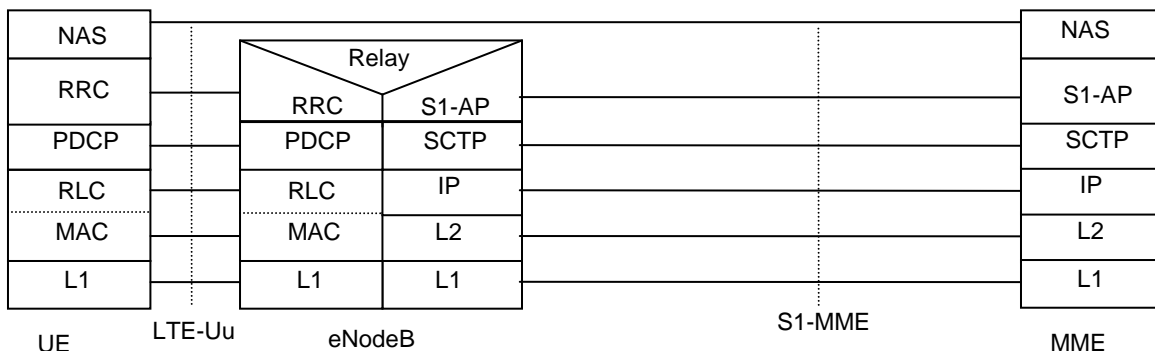 NAS
RRC
PDCP
RLC
MAC
L1
UE
LTE-Uu
Relay
RRC
S1-AP
PDCP
SCTP
RLC
IP
MAC
L2
L1
L1
eNodeB
S1-MME
NAS
S1-AP
SCTP
IP
L2
L1
MME